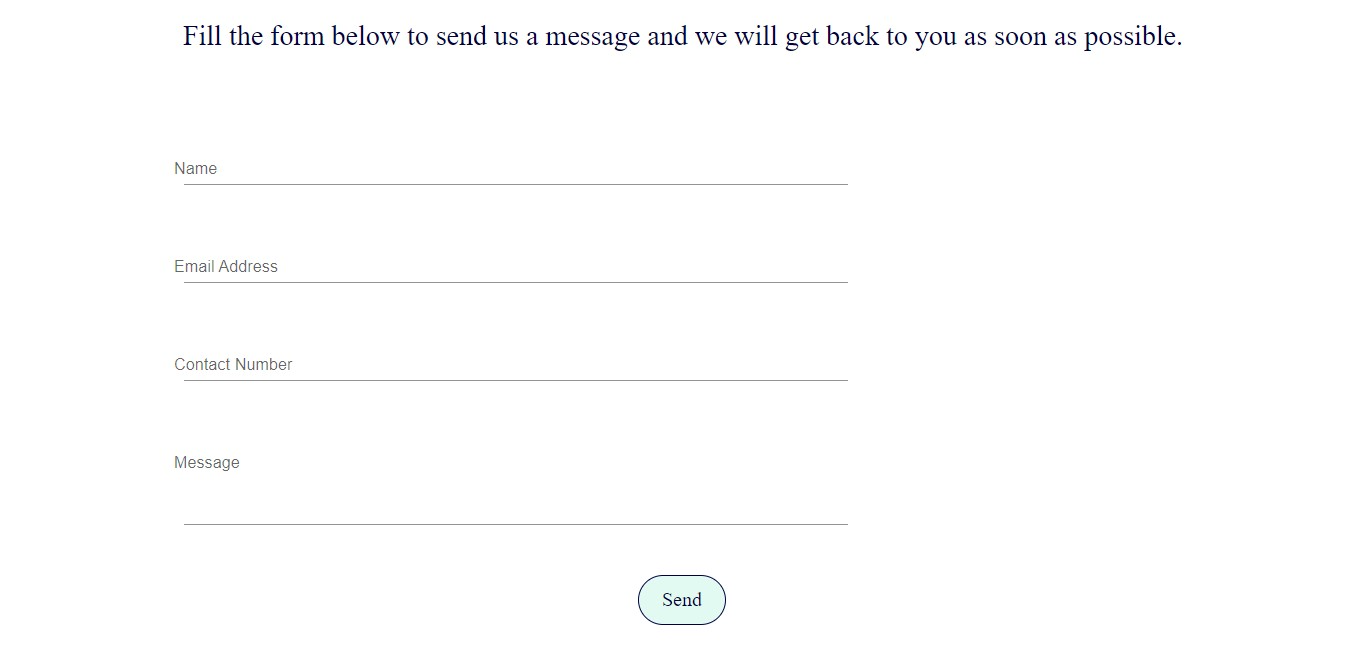 Fill the form below to send us a message and we will get back to you as soon as possible.
Name
Email Address
Contact Number
Message
Send